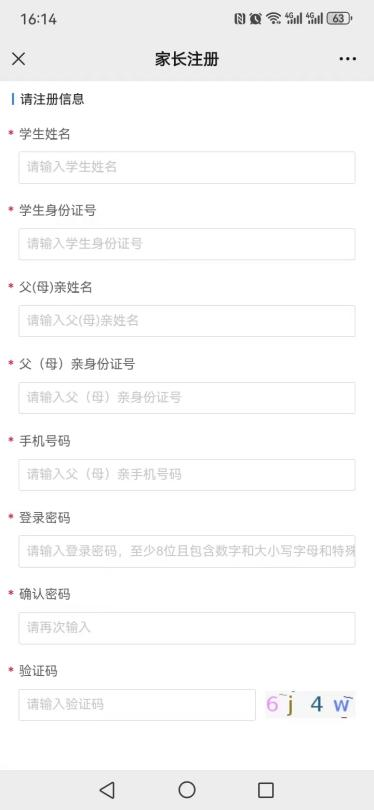 16:14
4G
4G
63
家长注册
请注册信息
* 学生姓名
请输入学生姓名
* 学生身份证号
请输入学生身份证号
* 父(母)亲姓名
请输入父(母)亲姓名
* 父（母）亲身份证号
请输入父（母）亲身份证号
* 手机号码
请输入父（母）亲手机号码
* 登录密码
请输入登录密码，至少8位且包含数字和大小写字母和特殊
* 确认密码
请再次输入
* 验证码
请输入验证码
6j4w